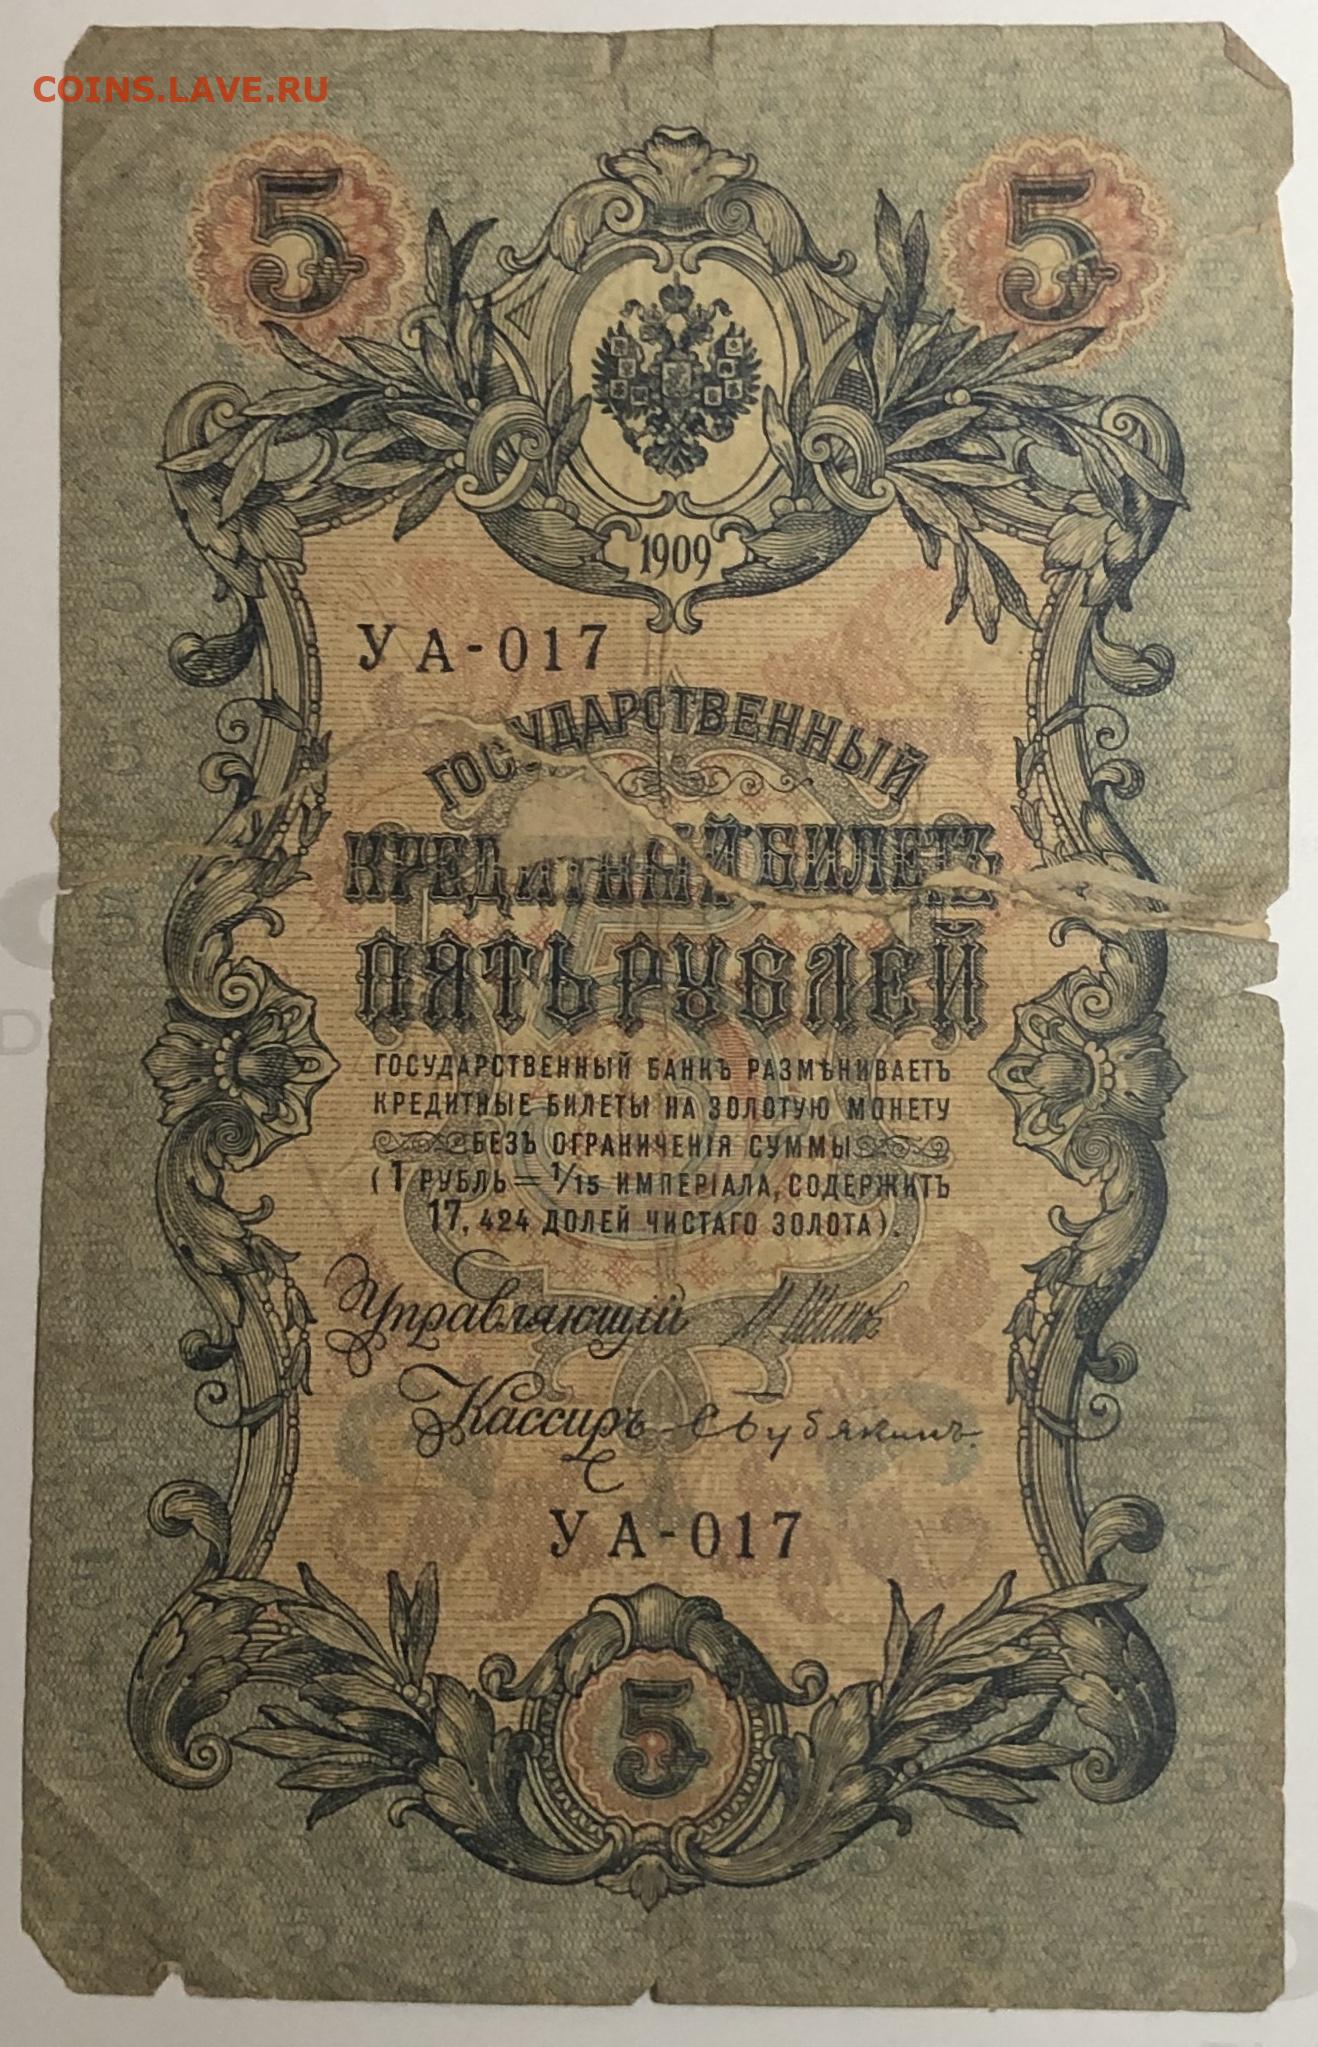 COINS.LAVE.RU
5 5
1909
УА-017
ГОСУДАРСТВЕННЫЙ
КРЕДИТНЫЙ БИЛЕТЪ
ПЯТЬ РУБЛЕЙ
ГОСУДАРСТВЕННЫЙ БАНКЪ РАЗМѢНИВАЕТЪ
КРЕДИТНЫЕ БИЛЕТЫ НА ЗОЛОТУЮ МОНЕТУ
БЕЗЪ ОГРАНИЧЕНІЯ СУММЫ
(1 РУБЛЬ = 1/15 ИМПЕРІАЛА, СОДЕРЖИТЪ
17,424 ДОЛЕЙ ЧИСТАГО ЗОЛОТА).
Управляющій И. Шипов
Кассиръ С Бубякинъ.
УА-017
5